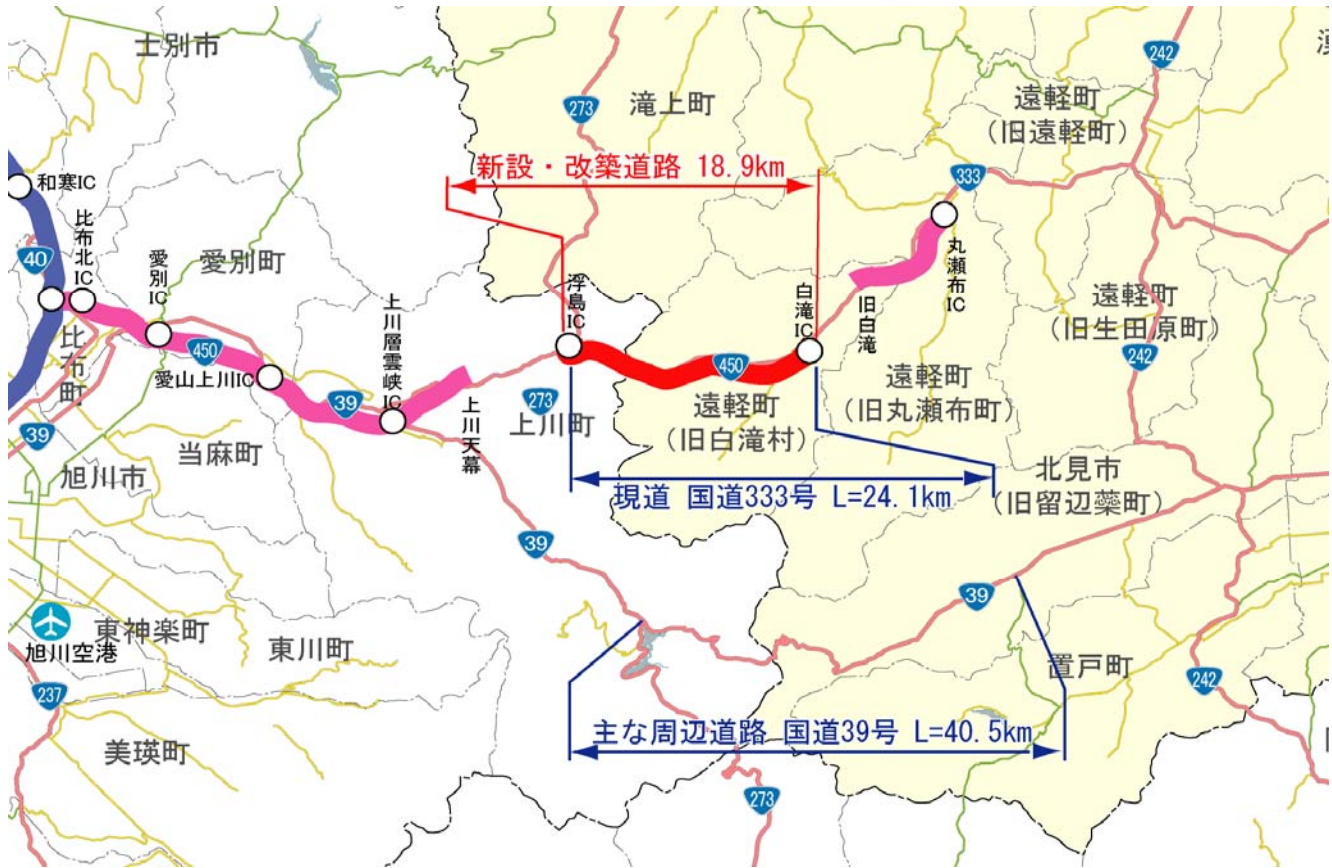 士別市
242
湧
273
滝上町
遠軽町
(旧遠軽町)
新設・改築道路 18.9km
333
和寒IC
比布北IC
愛別IC
愛別町
40
丸瀬布IC
浮島IC
上川層雲峡IC
白滝IC
旧白滝
遠軽町
(旧生田原町)
比布町
450
愛山上川IC
450
242
39
273
上川町
上川天幕
遠軽町
(旧白滝村)
遠軽町
(旧丸瀬布町)
39
当麻町
旭川市
北見市
(旧留辺蘂町)
現道 国道333号 L=24.1km
39
39
東神楽町
旭川空港
東川町
置戸町
237
242
主な周辺道路 国道39号 L=40.5km
美瑛町
273